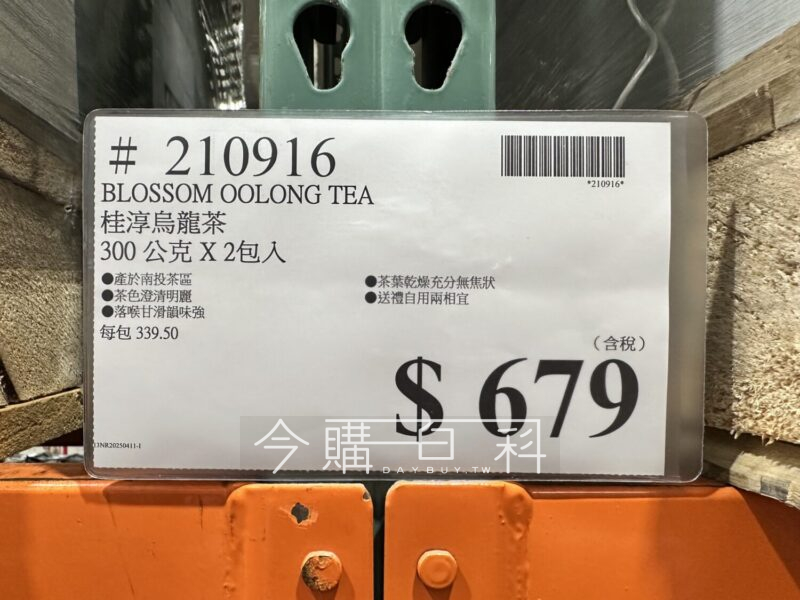 # 210916
*210916*
BLOSSOM OOLONG TEA
桂淳烏龍茶
300 公克 X 2包入
●產於南投茶區
●茶色澄清明麗
●落喉甘滑韻味強
每包 339.50
●茶葉乾燥充分無焦狀
●送禮自用兩相宜
(含稅)
$ 679
13NR20250411-1
今購百科
DAYBUY.TW